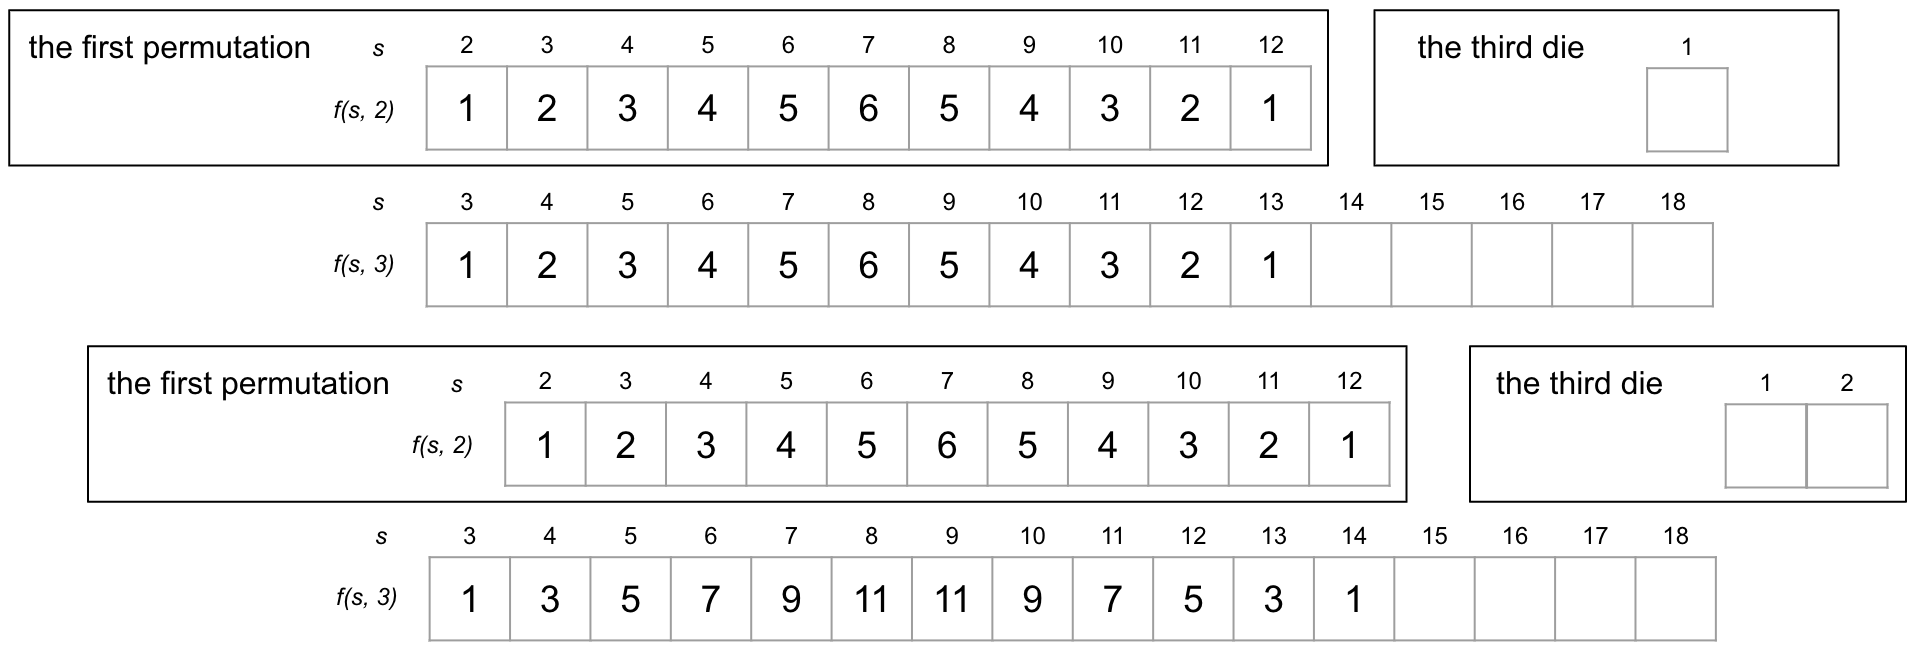 the first permutation s 2 3 4 5 6 7 8 9 10 11 12 the third die 1
f(s, 2) 1 2 3 4 5 6 5 4 3 2 1
s 3 4 5 6 7 8 9 10 11 12 13 14 15 16 17 18
f(s, 3) 1 2 3 4 5 6 5 4 3 2 1
the first permutation s 2 3 4 5 6 7 8 9 10 11 12 the third die 1 2
f(s, 2) 1 2 3 4 5 6 5 4 3 2 1
s 3 4 5 6 7 8 9 10 11 12 13 14 15 16 17 18
f(s, 3) 1 3 5 7 9 11 11 9 7 5 3 1